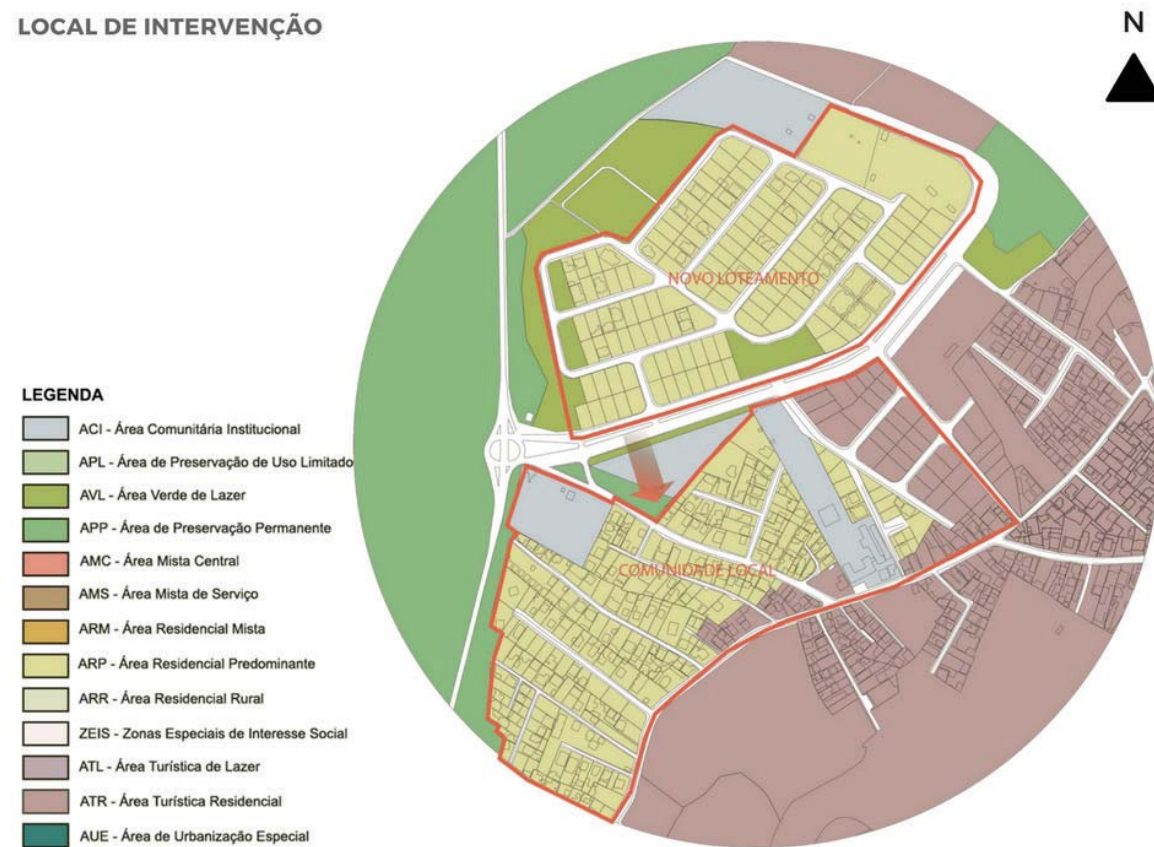 LOCAL DE INTERVENÇÃO
N
NOVO LOTEAMENTO
COMUNIDADE LOCAL
LEGENDA
ACI - Área Comunitária Institucional
APL - Área de Preservação de Uso Limitado
AVL - Área Verde de Lazer
APP - Área de Preservação Permanente
AMC - Área Mista Central
AMS - Área Mista de Serviço
ARM - Área Residencial Mista
ARP - Área Residencial Predominante
ARR - Área Residencial Rural
ZEIS - Zonas Especiais de Interesse Social
ATL - Área Turística de Lazer
ATR - Área Turística Residencial
AUE - Área de Urbanização Especial